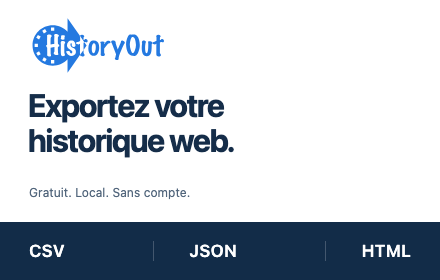 HistoryOut
Exportez votre
historique web.
Gratuit. Local. Sans compte.
CSV
JSON
HTML